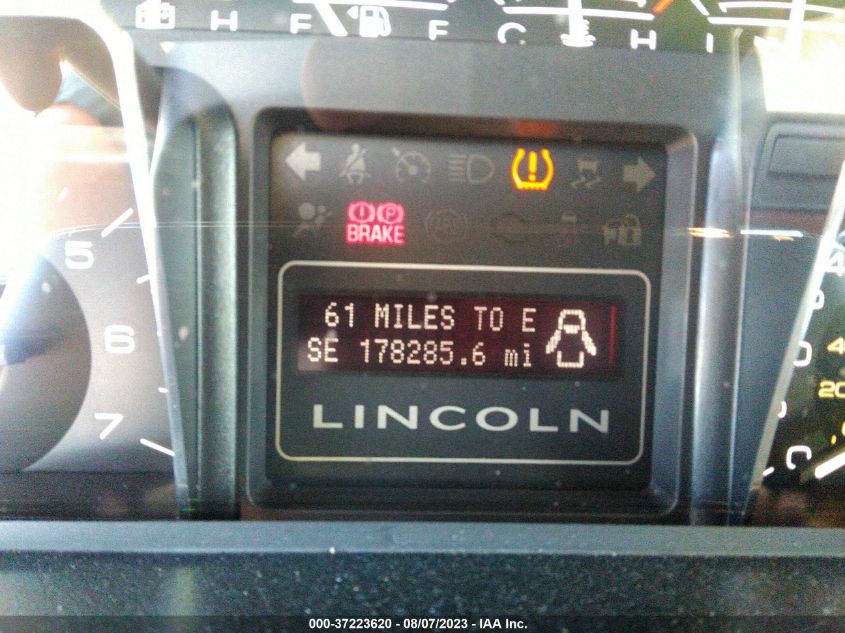 H F F C H
5
6
7
BRAKE
61 MILES TO E
SE 178285.6 mi
LINCOLN
000-37223620 - 08/07/2023 - IAA Inc.